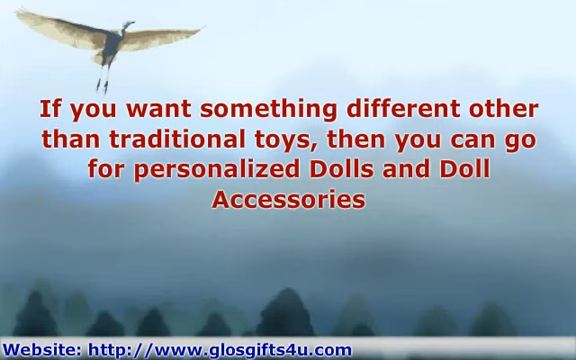 If you want something different other
than traditional toys, then you can go
for personalized Dolls and Doll
Accessories
Website: http://www.glosgifts4u.com